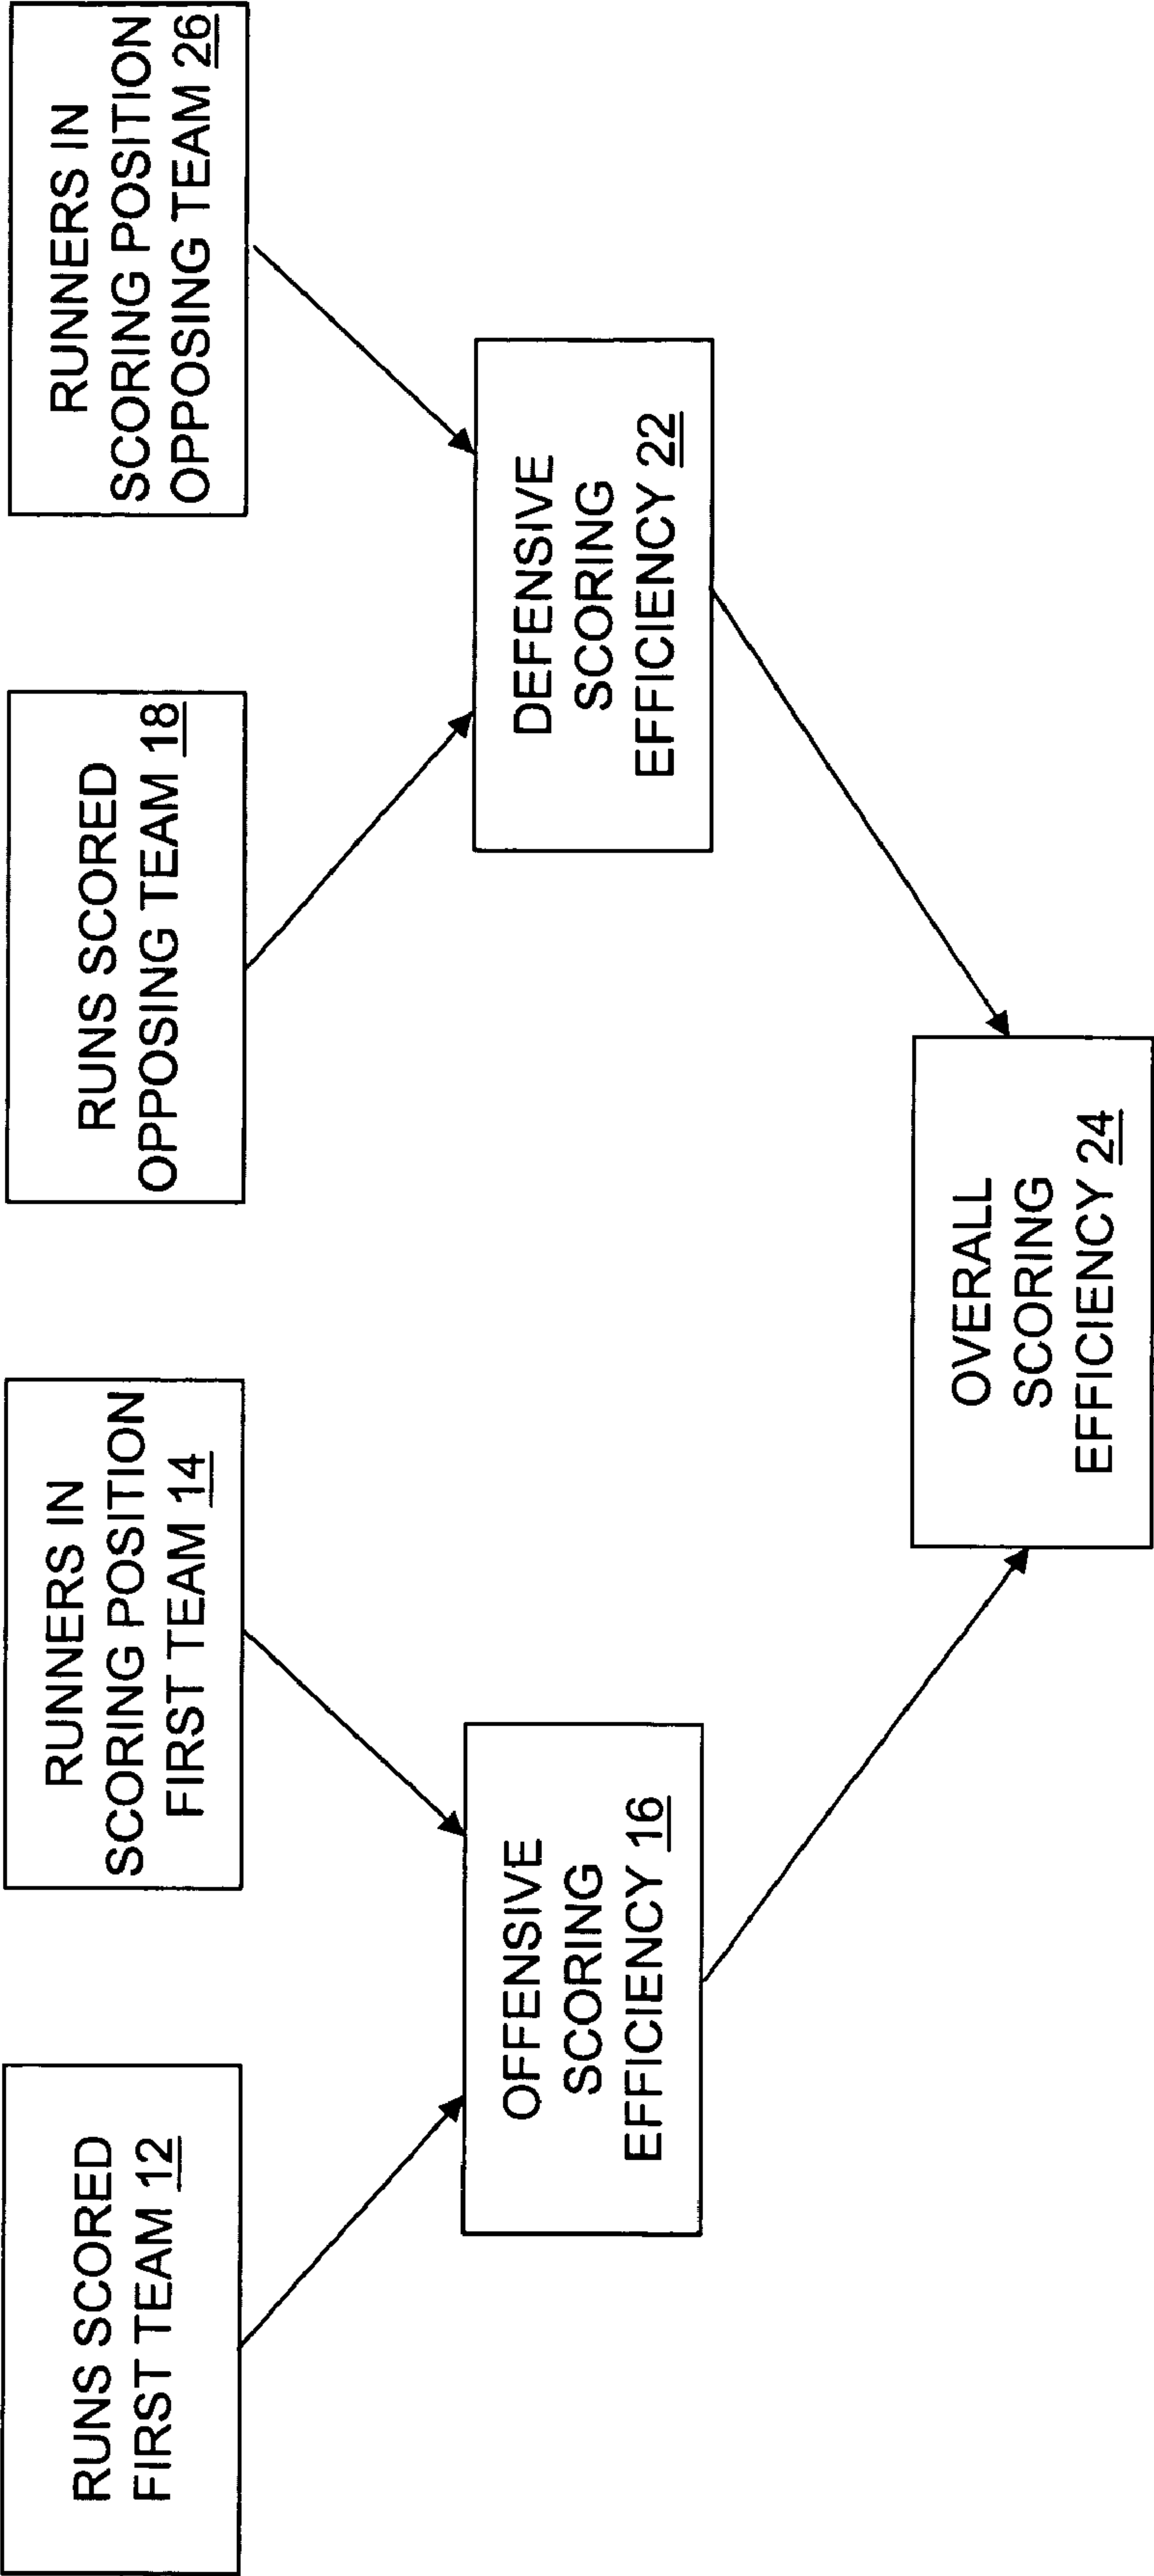 RUNS SCORED
FIRST TEAM 12
RUNNERS IN
SCORING POSITION
FIRST TEAM 14
RUNS SCORED
OPPOSING TEAM 18
RUNNERS IN
SCORING POSITION
OPPOSING TEAM 26
OFFENSIVE
SCORING
EFFICIENCY 16
DEFENSIVE
SCORING
EFFICIENCY 22
OVERALL
SCORING
EFFICIENCY 24